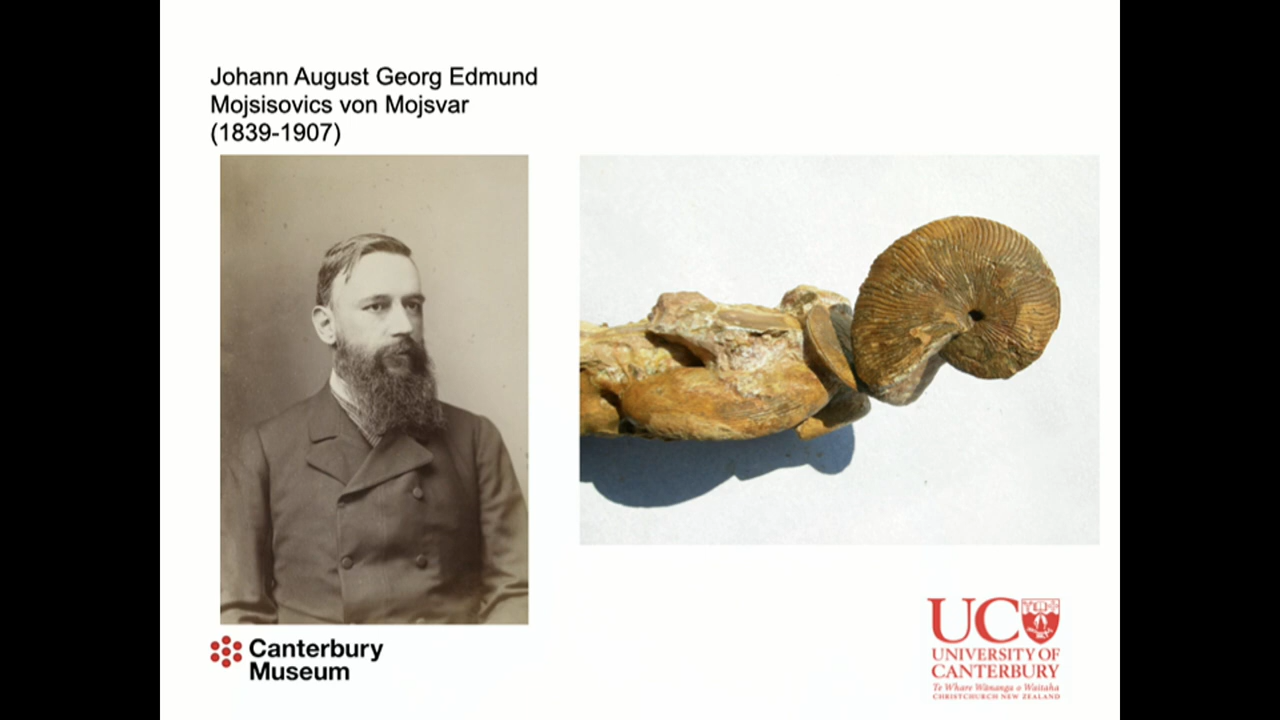 Johann August Georg Edmund
Mojsisovics von Mojsvar
(1839-1907)
Canterbury
Museum
UC
UNIVERSITY OF
CANTERBURY
Te Whare Wānanga o Waitaha
CHRISTCHURCH NEW ZEALAND